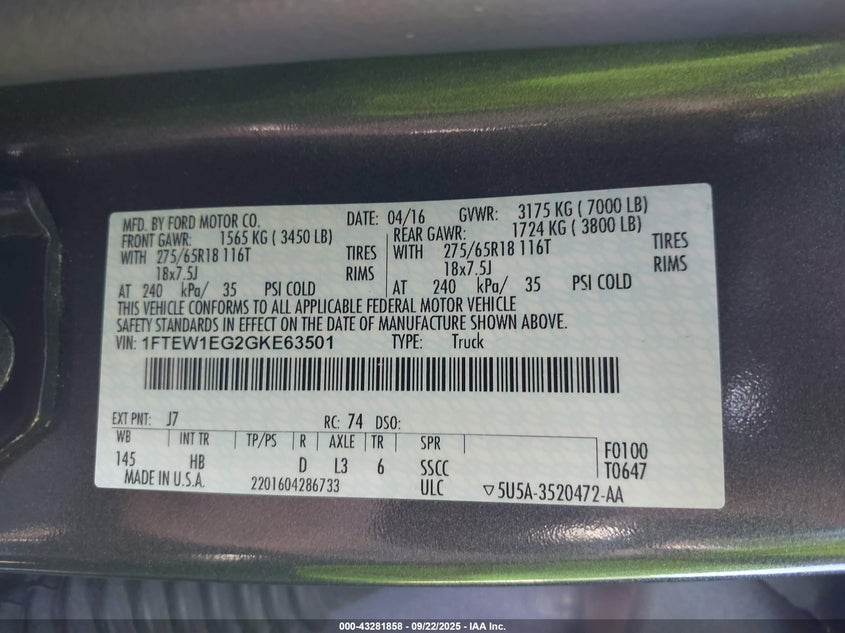 MFD. BY FORD MOTOR CO. DATE: 04/16 GVWR: 3175 KG ( 7000 LB)
FRONT GAWR: 1565 KG ( 3450 LB) REAR GAWR: 1724 KG ( 3800 LB)
WITH 275/65R18 116T TIRES WITH 275/65R18 116T TIRES
18x7.5J RIMS 18x7.5J RIMS
AT 240 kPa/ 35 PSI COLD AT 240 kPa/ 35 PSI COLD
THIS VEHICLE CONFORMS TO ALL APPLICABLE FEDERAL MOTOR VEHICLE
SAFETY STANDARDS IN EFFECT ON THE DATE OF MANUFACTURE SHOWN ABOVE.
VIN: 1FTEW1EG2GKE63501 TYPE: Truck
EXT PNT: J7 RC: 74 DSO:
WB INT TR TP/PS R AXLE TR SPR F0100
145 HB D L3 6 SSCC T0647
MADE IN U.S.A. 2201604286733 ULC ▽5U5A-3520472-AA
000-43281858 - 09/22/2025 - IAA Inc.